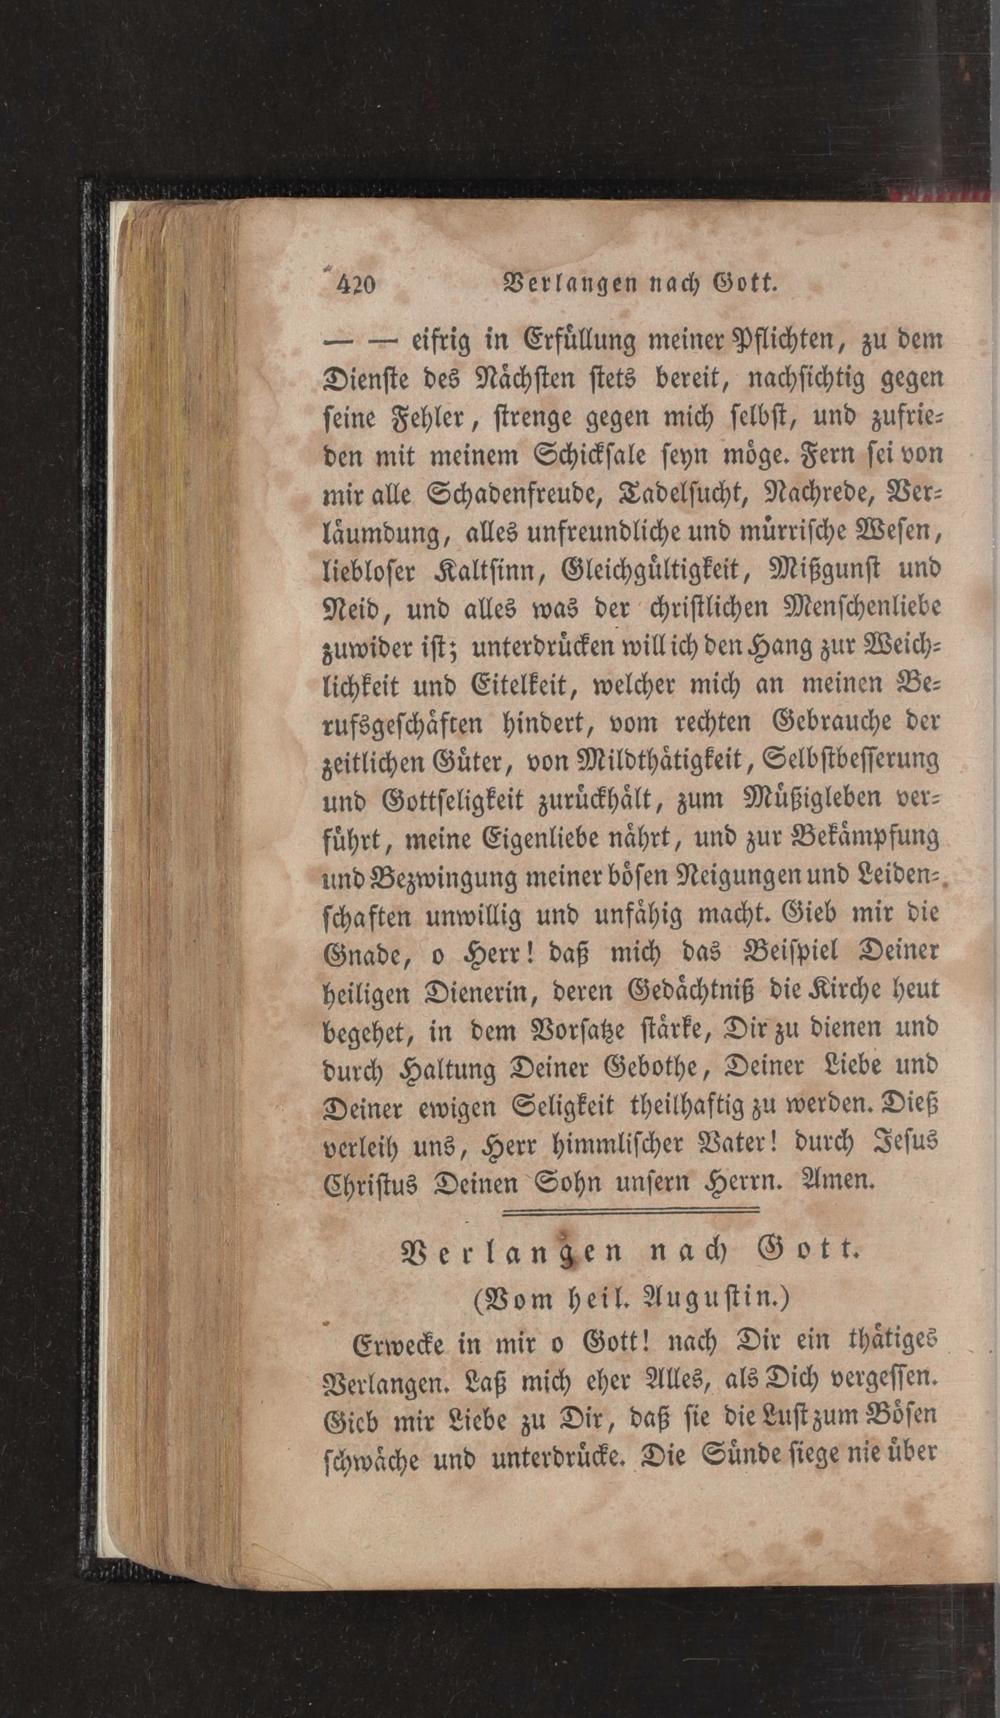 420 Verlangen nach Gott.
— — eifrig in Erfüllung meiner Pflichten, zu dem
Dienste des Nächsten stets bereit, nachsichtig gegen
seine Fehler, strenge gegen mich selbst, und zufrie-
den mit meinem Schicksale seyn möge. Fern sei von
mir alle Schadenfreude, Tadelsucht, Nachrede, Ver-
läumdung, alles unfreundliche und mürrische Wesen,
liebloser Kaltsinn, Gleichgültigkeit, Mißgunst und
Neid, und alles was der christlichen Menschenliebe
zuwider ist; unterdrücken will ich den Hang zur Weich-
lichkeit und Eitelkeit, welcher mich an meinen Be-
rufsgeschäften hindert, vom rechten Gebrauche der
zeitlichen Güter, von Mildthätigkeit, Selbstbesserung
und Gottseligkeit zurückhält, zum Müßigleben ver-
führt, meine Eigenliebe nährt, und zur Bekämpfung
und Bezwingung meiner bösen Neigungen und Leiden-
schaften unwillig und unfähig macht. Gieb mir die
Gnade, o Herr! daß mich das Beispiel Deiner
heiligen Dienerin, deren Gedächtniß die Kirche heut
begehet, in dem Vorsatze stärke, Dir zu dienen und
durch Haltung Deiner Gebothe, Deiner Liebe und
Deiner ewigen Seligkeit theilhaftig zu werden. Dieß
verleih uns, Herr himmlischer Vater! durch Jesus
Christus Deinen Sohn unsern Herrn. Amen.
Verlangen nach Gott.
(Vom heil. Augustin.)
Erwecke in mir o Gott! nach Dir ein thätiges
Verlangen. Laß mich eher Alles, als Dich vergessen.
Gieb mir Liebe zu Dir, daß sie die Lust zum Bösen
schwäche und unterdrücke. Die Sünde siege nie über